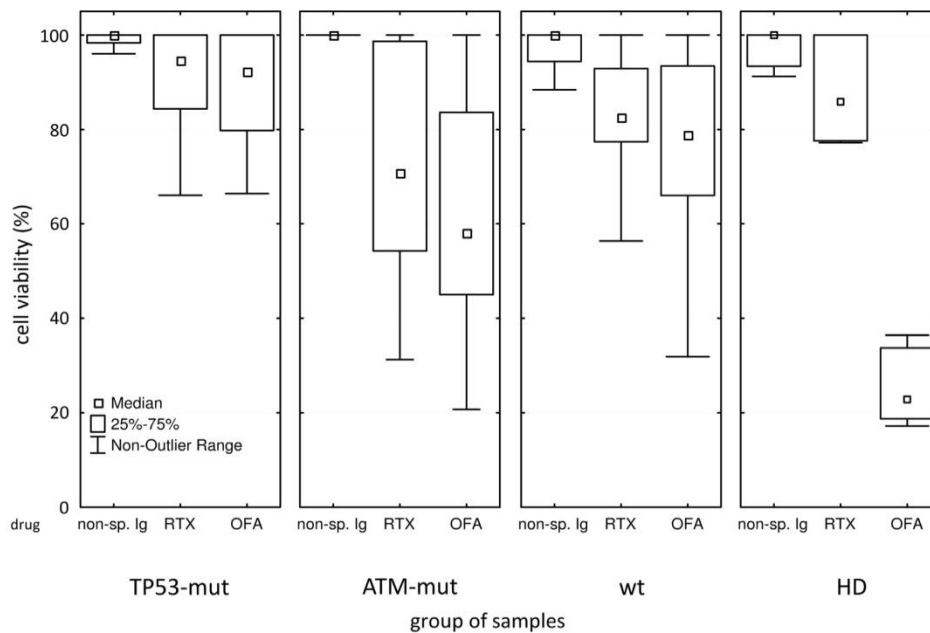 cell viability (%)
100
80
60
40
20
0
Median
25%-75%
Non-Outlier Range
drug
non-sp. Ig RTX OFA
non-sp. Ig RTX OFA
non-sp. Ig RTX OFA
non-sp. Ig RTX OFA
TP53-mut ATM-mut wt HD
group of samples